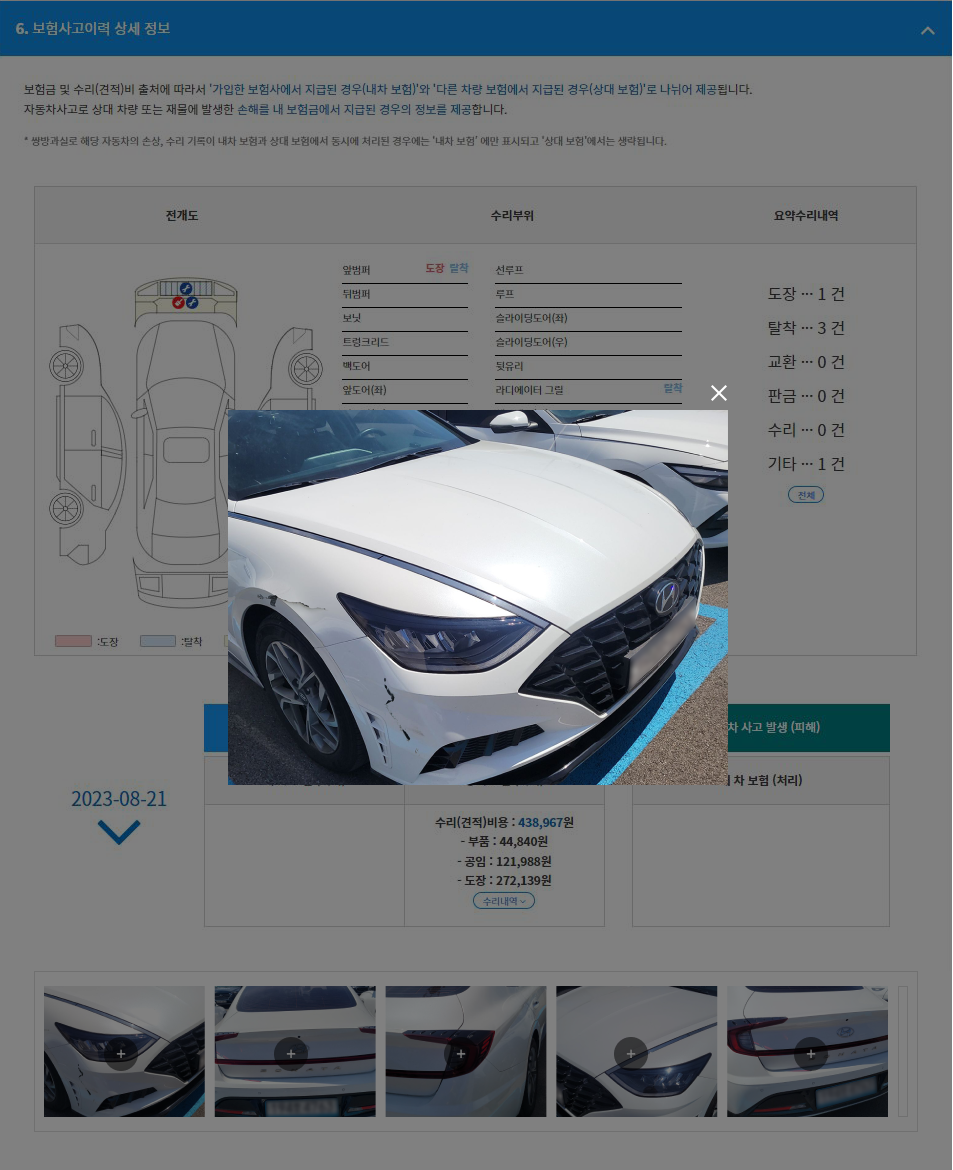 6. 보험사고이력 상세 정보
보험금 및 수리(견적)비 출처에 따라서 '가입한 보험사에서 지급된 경우(내차 보험)'와 '다른 차량 보험에서 지급된 경우(상대 보험)'로 나뉘어 제공됩니다.
자동차사고로 상대 차량 또는 재물에 발생한 손해를 내 보험금에서 지급된 경우의 정보를 제공합니다.
* 쌍방과실로 해당 자동차의 손상, 수리 기록이 내차 보험과 상대 보험에서 동시에 처리된 경우에는 '내차 보험' 에만 표시되고 '상대 보험'에서는 생략됩니다.
전개도 수리부위 요약수리내역
앞범퍼 도장 탈착 선루프
뒤범퍼 루프
보닛 슬라이딩도어(좌)
트렁크리드 슬라이딩도어(우)
백도어 뒷유리
앞도어(좌) 라디에이터 그릴 탈착
도장 ··· 1 건
탈착 ··· 3 건
교환 ··· 0 건
판금 ··· 0 건
수리 ··· 0 건
기타 ··· 1 건
전체
:도장 :탈착
차 사고 발생 (피해)
차 보험 (처리)
2023-08-21
수리(견적)비용 : 438,967원
- 부품 : 44,840원
- 공임 : 121,988원
- 도장 : 272,139원
수리내역